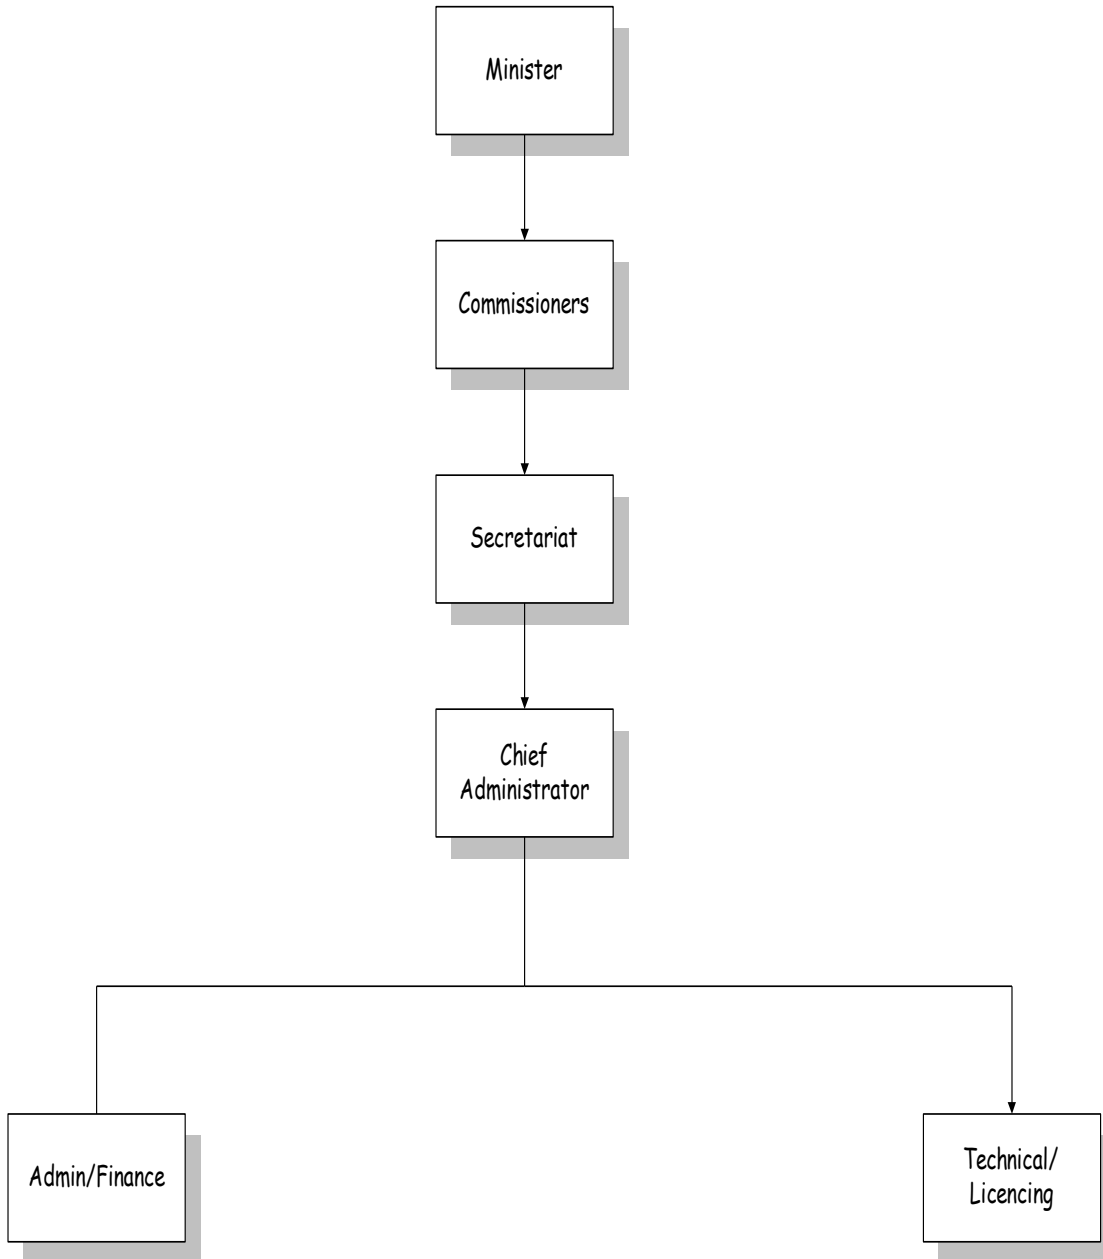 Minister
Commissioners
Secretariat
Chief
Administrator
Admin/Finance
Technical/
Licencing